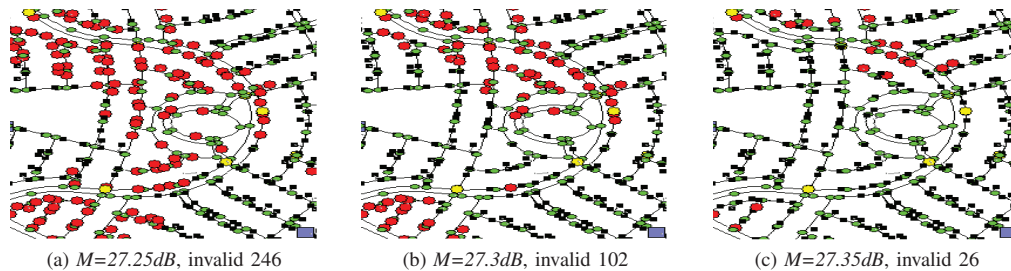 (a) M=27.25dB, invalid 246
(b) M=27.3dB, invalid 102
(c) M=27.35dB, invalid 26